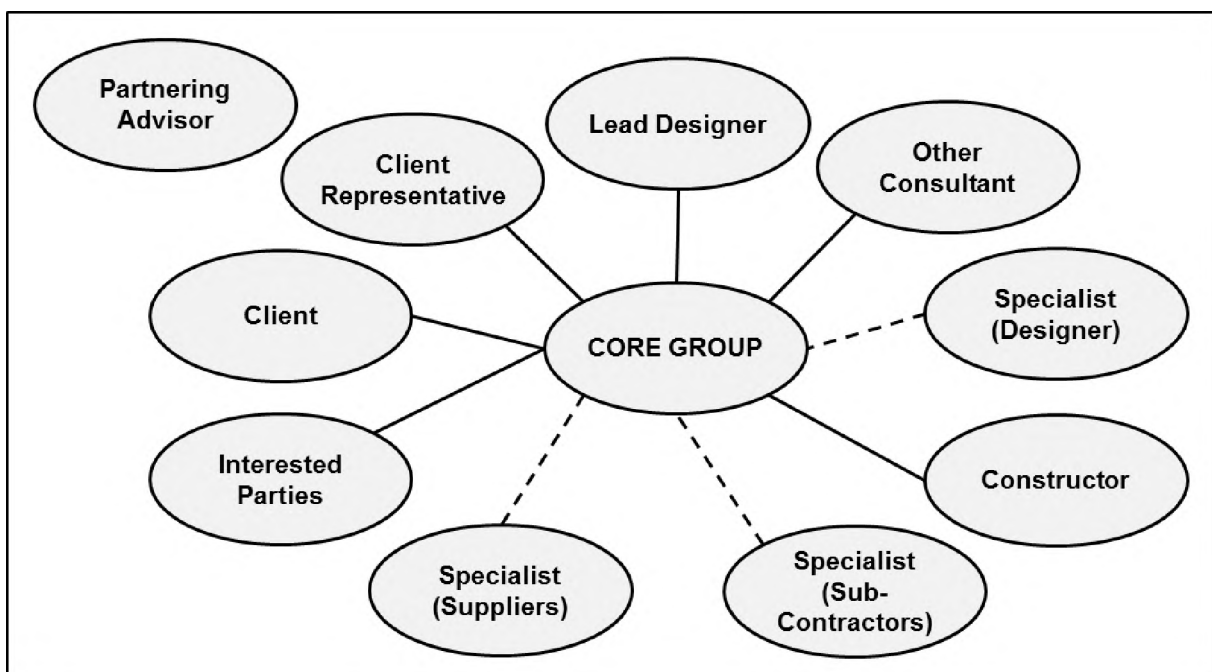 Partnering
Advisor
Client
Representative
Lead Designer
Other
Consultant
Client
CORE GROUP
Specialist
(Designer)
Interested
Parties
Constructor
Specialist
(Suppliers)
Specialist
(Sub-
Contractors)